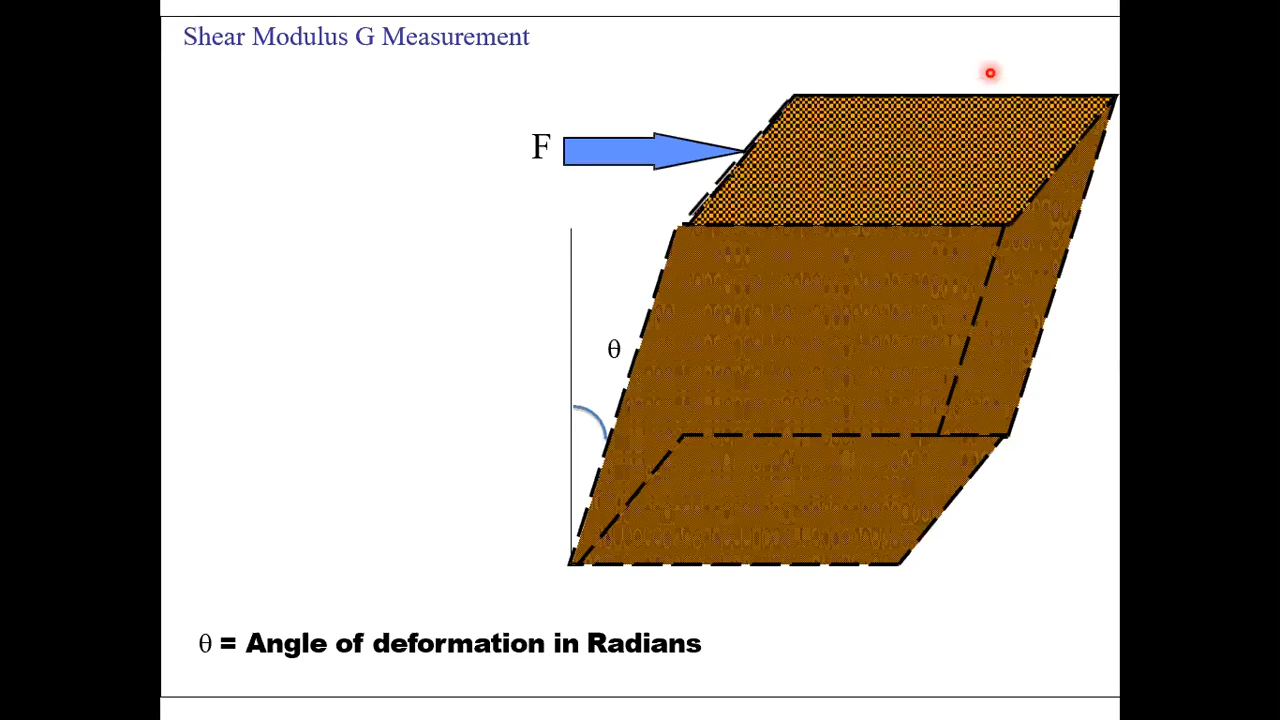 Shear Modulus G Measurement
F
θ
θ = Angle of deformation in Radians